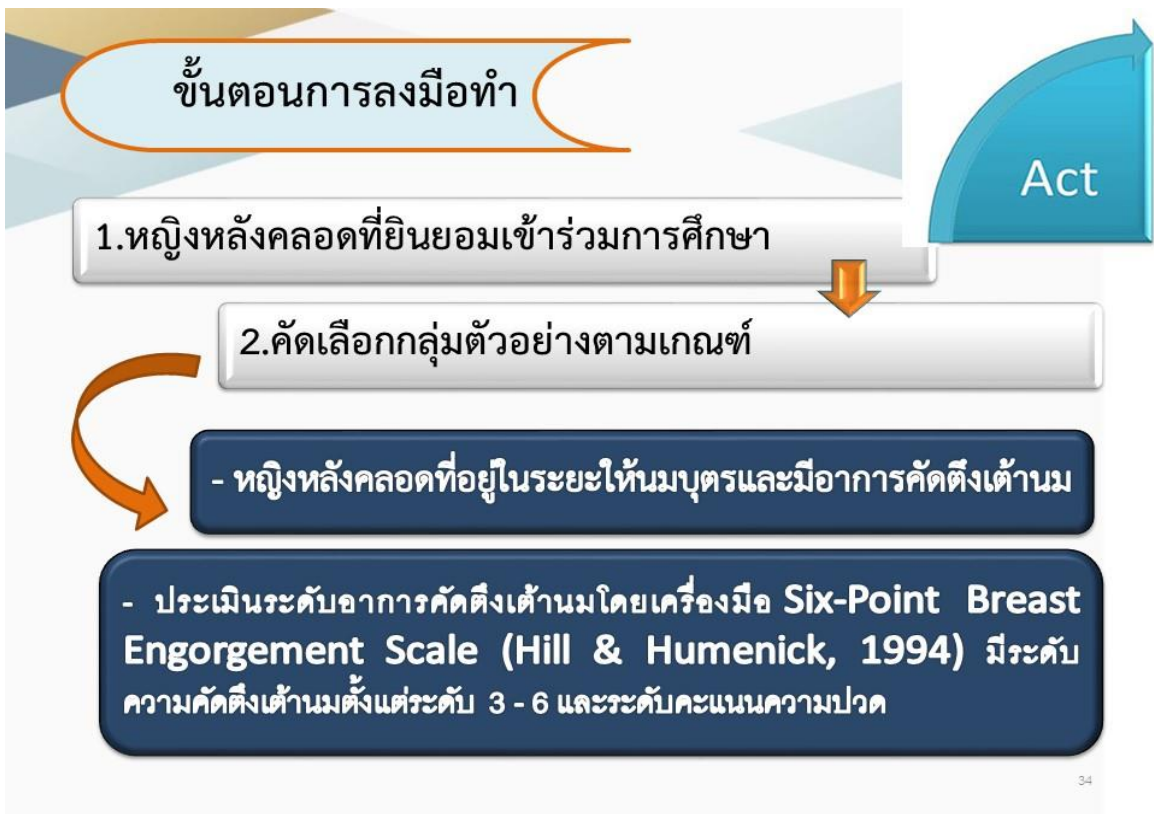 ขั้นตอนการลงมือทำ
Act
1.หญิงหลังคลอดที่ยินยอมเข้าร่วมการศึกษา
2.คัดเลือกกลุ่มตัวอย่างตามเกณฑ์
- หญิงหลังคลอดที่อยู่ในระยะให้นมบุตรและมีอาการคัดตึงเต้านม
- ประเมินระดับอาการคัดตึงเต้านมโดยเครื่องมือ Six-Point Breast
Engorgement Scale (Hill & Humenick, 1994) มีระดับ
ความคัดตึงเต้านมตั้งแต่ระดับ 3 - 6 และระดับคะแนนความปวด
34